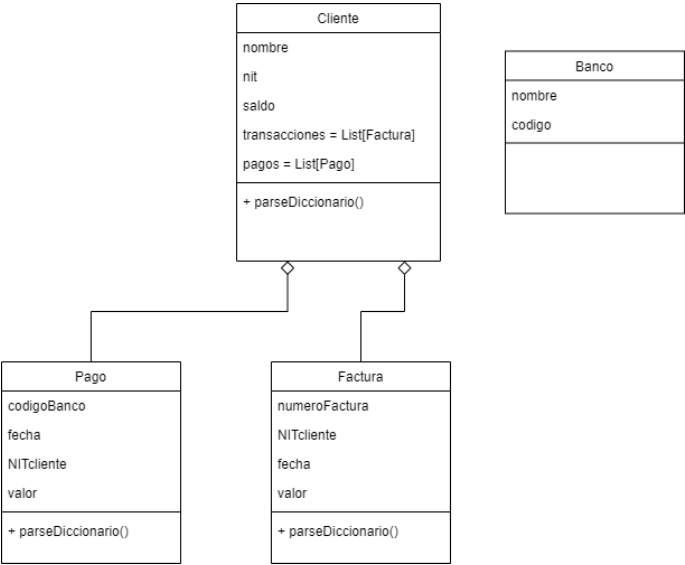 Cliente
nombre
nit
saldo
transacciones = List[Factura]
pagos = List[Pago]
+ parseDiccionario()
Banco
nombre
codigo
Pago
codigoBanco
fecha
NITcliente
valor
+ parseDiccionario()
Factura
numeroFactura
NITcliente
fecha
valor
+ parseDiccionario()